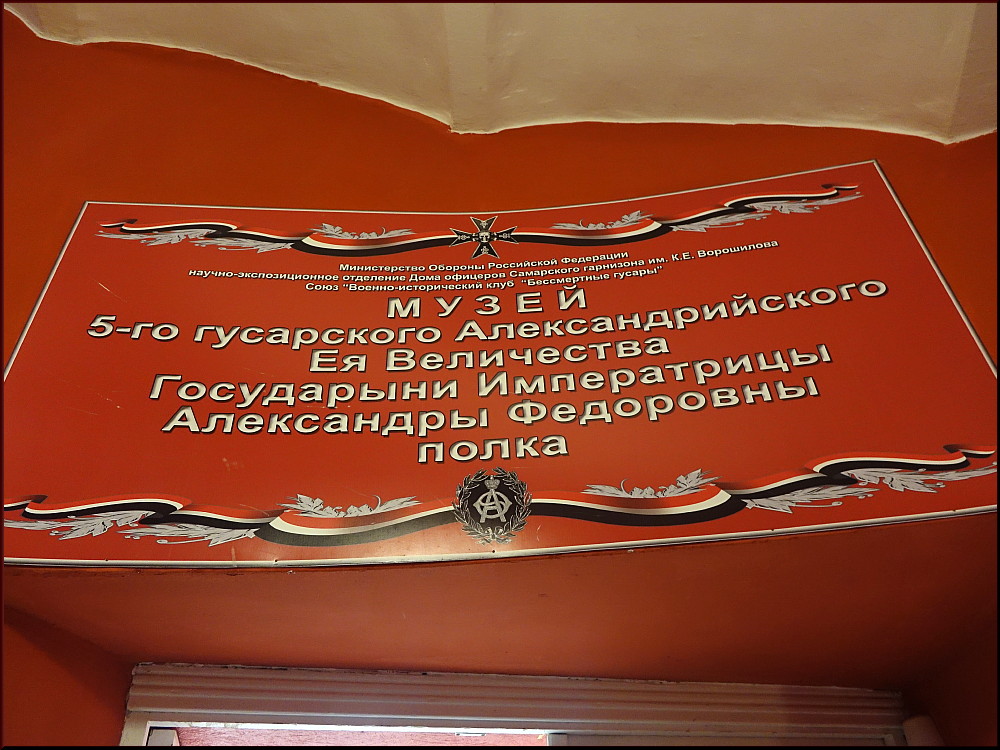 Министерство Обороны Российской Федерации
научно-экспозиционное отделение Дома офицеров Самарского гарнизона им. К.Е. Ворошилова
Союз "Военно-исторический клуб "Бессмертные гусары"
МУЗЕЙ
5-го гусарского Александрийского
Ея Величества
Государыни Императрицы
Александры Федоровны
полка